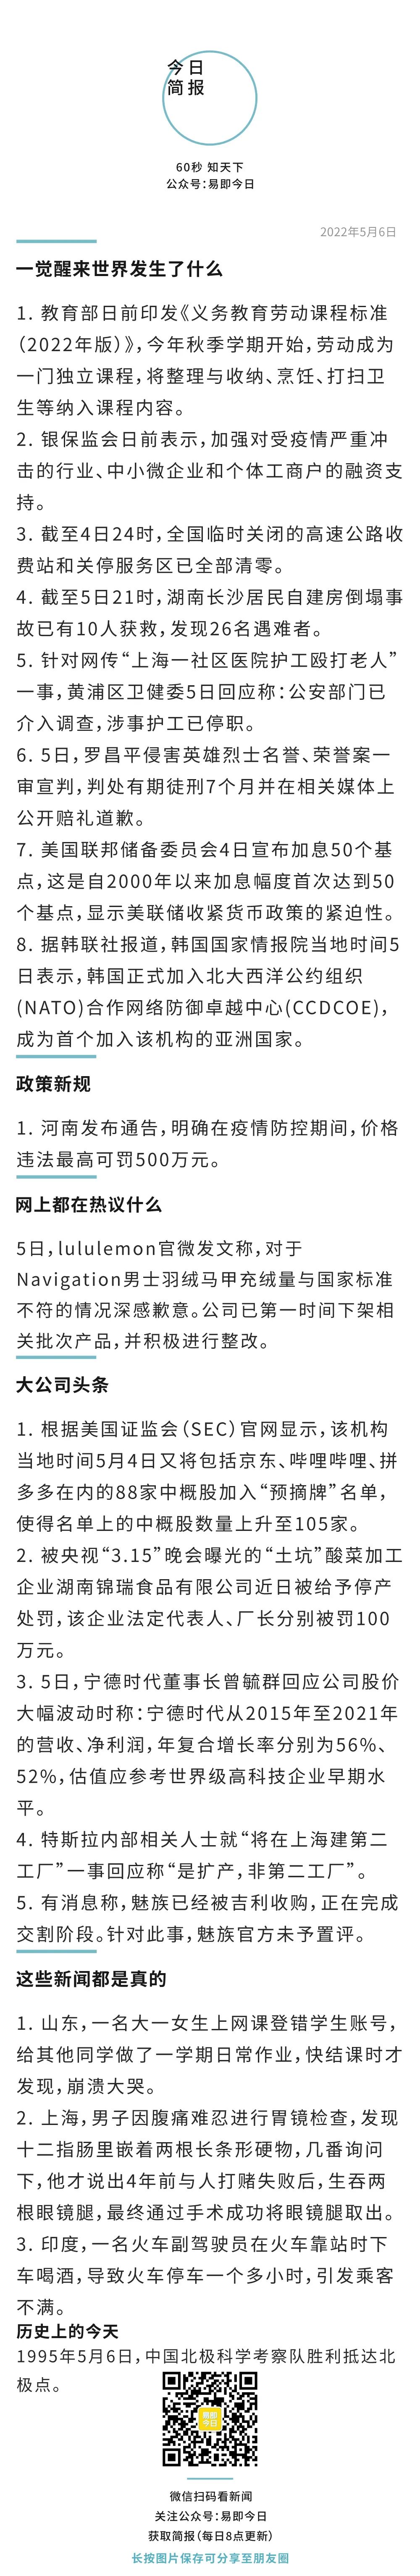 今日
简报
60秒 知天下
公众号：易即今日
2022年5月6日
一觉醒来世界发生了什么
1. 教育部日前印发《义务教育劳动课程标准
（2022年版）》，今年秋季学期开始，劳动成为
一门独立课程，将整理与收纳、烹饪、打扫卫
生等纳入课程内容。
2. 银保监会日前表示，加强对受疫情严重冲
击的行业、中小微企业和个体工商户的融资支
持。
3. 截至4日24时，全国临时关闭的高速公路收
费站和关停服务区已全部清零。
4. 截至5日21时，湖南长沙居民自建房倒塌事
故已有10人获救，发现26名遇难者。
5. 针对网传“上海一社区医院护工殴打老人”
一事，黄浦区卫健委5日回应称：公安部门已
介入调查，涉事护工已停职。
6. 5日，罗昌平侵害英雄烈士名誉、荣誉案一
审宣判，判处有期徒刑7个月并在相关媒体上
公开赔礼道歉。
7. 美国联邦储备委员会4日宣布加息50个基
点，这是自2000年以来加息幅度首次达到50
个基点，显示美联储收紧货币政策的紧迫性。
8. 据韩联社报道，韩国国家情报院当地时间5
日表示，韩国正式加入北大西洋公约组织
(NATO)合作网络防御卓越中心(CCDCOE)，
成为首个加入该机构的亚洲国家。
政策新规
1. 河南发布通告，明确在疫情防控期间，价格
违法最高可罚500万元。
网上都在热议什么
5日，lululemon官微发文称，对于
Navigation男士羽绒马甲充绒量与国家标准
不符的情况深感歉意。公司已第一时间下架相
关批次产品，并积极进行整改。
大公司头条
1. 根据美国证监会（SEC）官网显示，该机构
当地时间5月4日又将包括京东、哔哩哔哩、拼
多多在内的88家中概股加入“预摘牌”名单，
使得名单上的中概股数量上升至105家。
2. 被央视“3.15”晚会曝光的“土坑”酸菜加工
企业湖南锦瑞食品有限公司近日被给予停产
处罚，该企业法定代表人、厂长分别被罚100
万元。
3. 5日，宁德时代董事长曾毓群回应公司股价
大幅波动时称：宁德时代从2015年至2021年
的营收、净利润，年复合增长率分别为56%、
52%，估值应参考世界级高科技企业早期水
平。
4. 特斯拉内部相关人士就“将在上海建第二
工厂”一事回应称“是扩产，非第二工厂”。
5. 有消息称，魅族已经被吉利收购，正在完成
交割阶段。针对此事，魅族官方未予置评。
这些新闻都是真的
1. 山东，一名大一女生上网课登错学生账号，
给其他同学做了一学期日常作业，快结课时才
发现，崩溃大哭。
2. 上海，男子因腹痛难忍进行胃镜检查，发现
十二指肠里嵌着两根长条形硬物，几番询问
下，他才说出4年前与人打赌失败后，生吞两
根眼镜腿，最终通过手术成功将眼镜腿取出。
3. 印度，一名火车副驾驶员在火车靠站时下
车喝酒，导致火车停车一个多小时，引发乘客
不满。
历史上的今天
1995年5月6日，中国北极科学考察队胜利抵达北
极点。
易即
今日
微信扫码看新闻
关注公众号：易即今日
获取简报（每日8点更新）
长按图片保存可分享至朋友圈